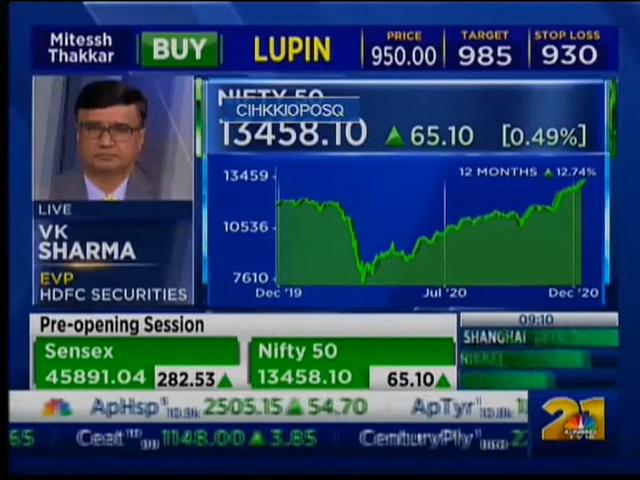 Mitessh
Thakkar
BUY
LUPIN
PRICE
950.00
TARGET
985
STOP LOSS
930
NIFTY 50
CIHKKIOPOSQ
13458.10 ▲ 65.10 [0.49%]
12 MONTHS ▲ 12.74%
13459
10536
7610
Dec '19 Jul '20 Dec '20
LIVE
VK
SHARMA
EVP
HDFC SECURITIES
Pre-opening Session
Sensex
45891.04 282.53▲
Nifty 50
13458.10 65.10▲
09:10
SHANGHAI
ApHsp 2505.15 ▲ 54.70 ApTyr
Ceat 1148.00 ▲ 3.85 CenturyPly
21